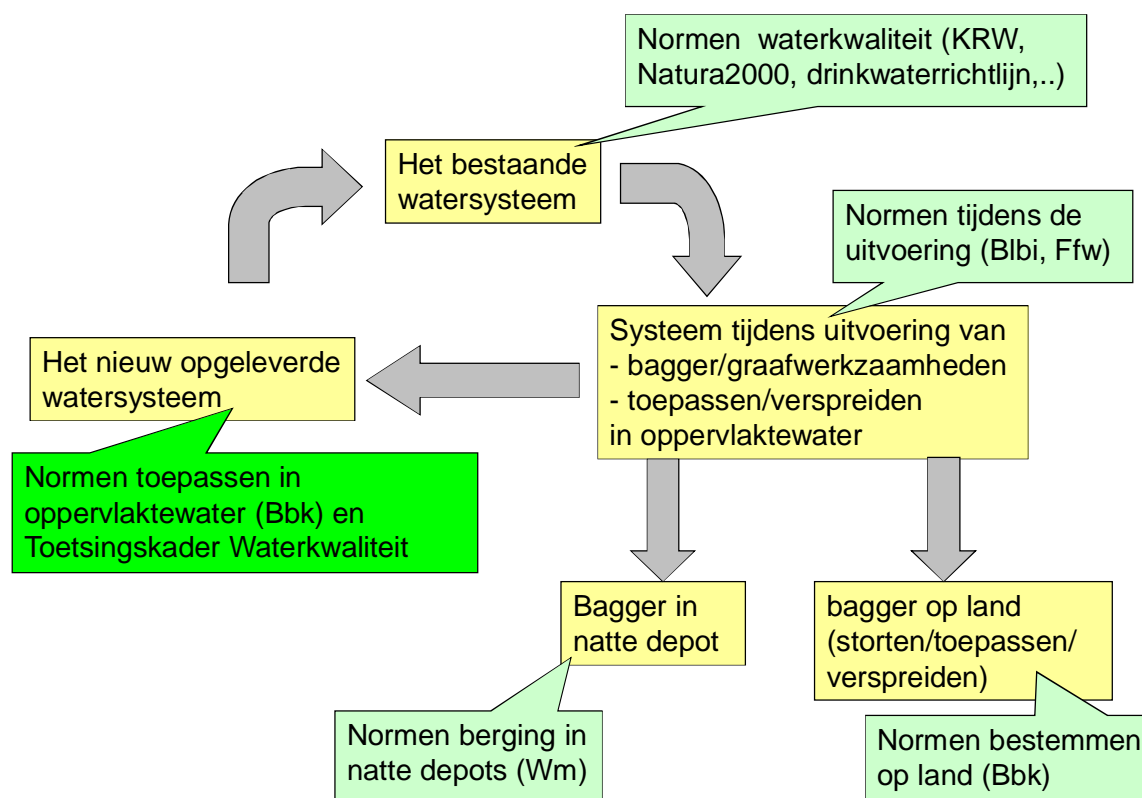 Normen waterkwaliteit (KRW,
Natura2000, drinkwaterrichtlijn,..)
Het bestaande
watersysteem
Normen tijdens de
uitvoering (Blbi, Ffw)
Systeem tijdens uitvoering van
- bagger/graafwerkzaamheden
- toepassen/verspreiden
in oppervlaktewater
Het nieuw opgeleverde
watersysteem
Normen toepassen in
oppervlaktewater (Bbk) en
Toetsingskader Waterkwaliteit
Bagger in
natte depot
bagger op land
(storten/toepassen/
verspreiden)
Normen berging in
natte depots (Wm)
Normen bestemmen
op land (Bbk)